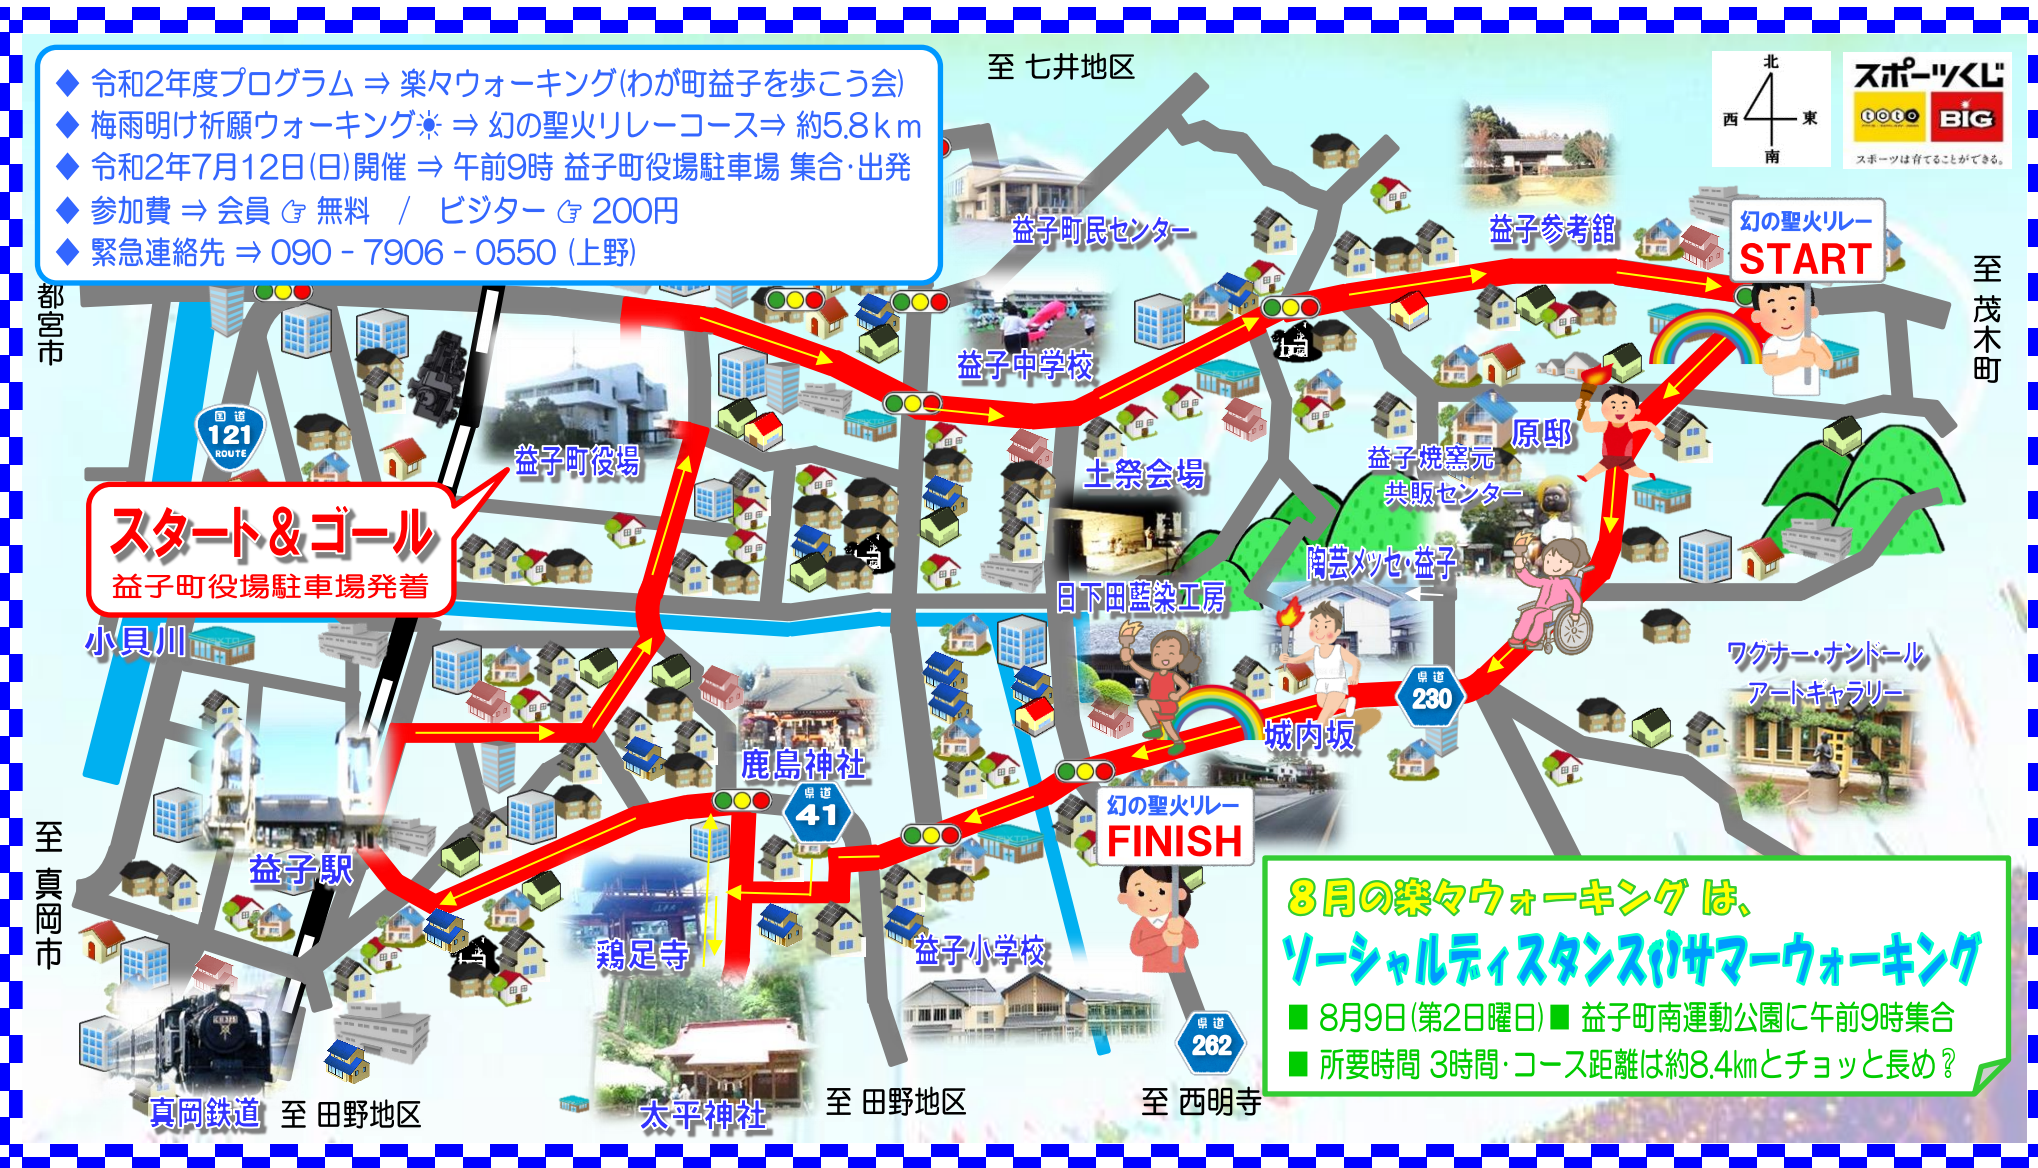 ◆ 令和2年度プログラム ⇒ 楽々ウォーキング(わが町益子を歩こう会)
◆ 梅雨明け祈願ウォーキング☀ ⇒ 幻の聖火リレーコース⇒ 約5.8km
◆ 令和2年7月12日(日)開催 ⇒ 午前9時 益子町役場駐車場 集合・出発
◆ 参加費 ⇒ 会員 ☞ 無料 / ビジター ☞ 200円
◆ 緊急連絡先 ⇒ 090 - 7906 - 0550 (上野)
至 七井地区
北
西 東
南
スポーツくじ
toto BIG
スポーツは育てることができる。
益子町民センター
益子参考舘
幻の聖火リレー
START
至 茂木町
都宮市
国道
121
ROUTE
益子町役場
益子中学校
原邸
益子焼窯元
共販センター
土祭会場
スタート&ゴール
益子町役場駐車場発着
陶芸メッセ・益子
日下田藍染工房
小貝川
ワグナー・ナンドール
アートギャラリー
県道
230
城内坂
鹿島神社
県道
41
幻の聖火リレー
FINISH
益子駅
至 真岡市
鶏足寺
益子小学校
県道
262
真岡鉄道
至 田野地区
太平神社
至 田野地区
至 西明寺
8月の楽々ウォーキング は、
ソーシャルディスタンスdeサマーウォーキング
■ 8月9日(第2日曜日)■ 益子町南運動公園に午前9時集合
■ 所要時間 3時間・コース距離は約8.4㎞とチョッと長め?